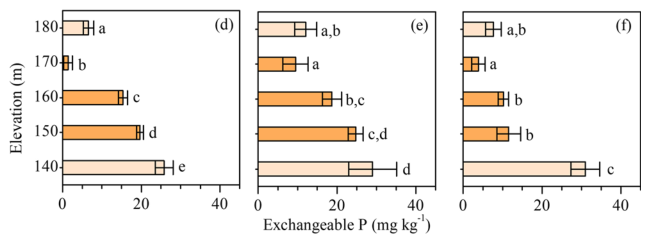 (d) (e) (f)
180 a a,b a,b
170 b a a
160 c b,c b
150 d c,d b
140 e d c
0 20 40 0 20 40 0 20 40
Elevation (m)
Exchangeable P (mg kg⁻¹)